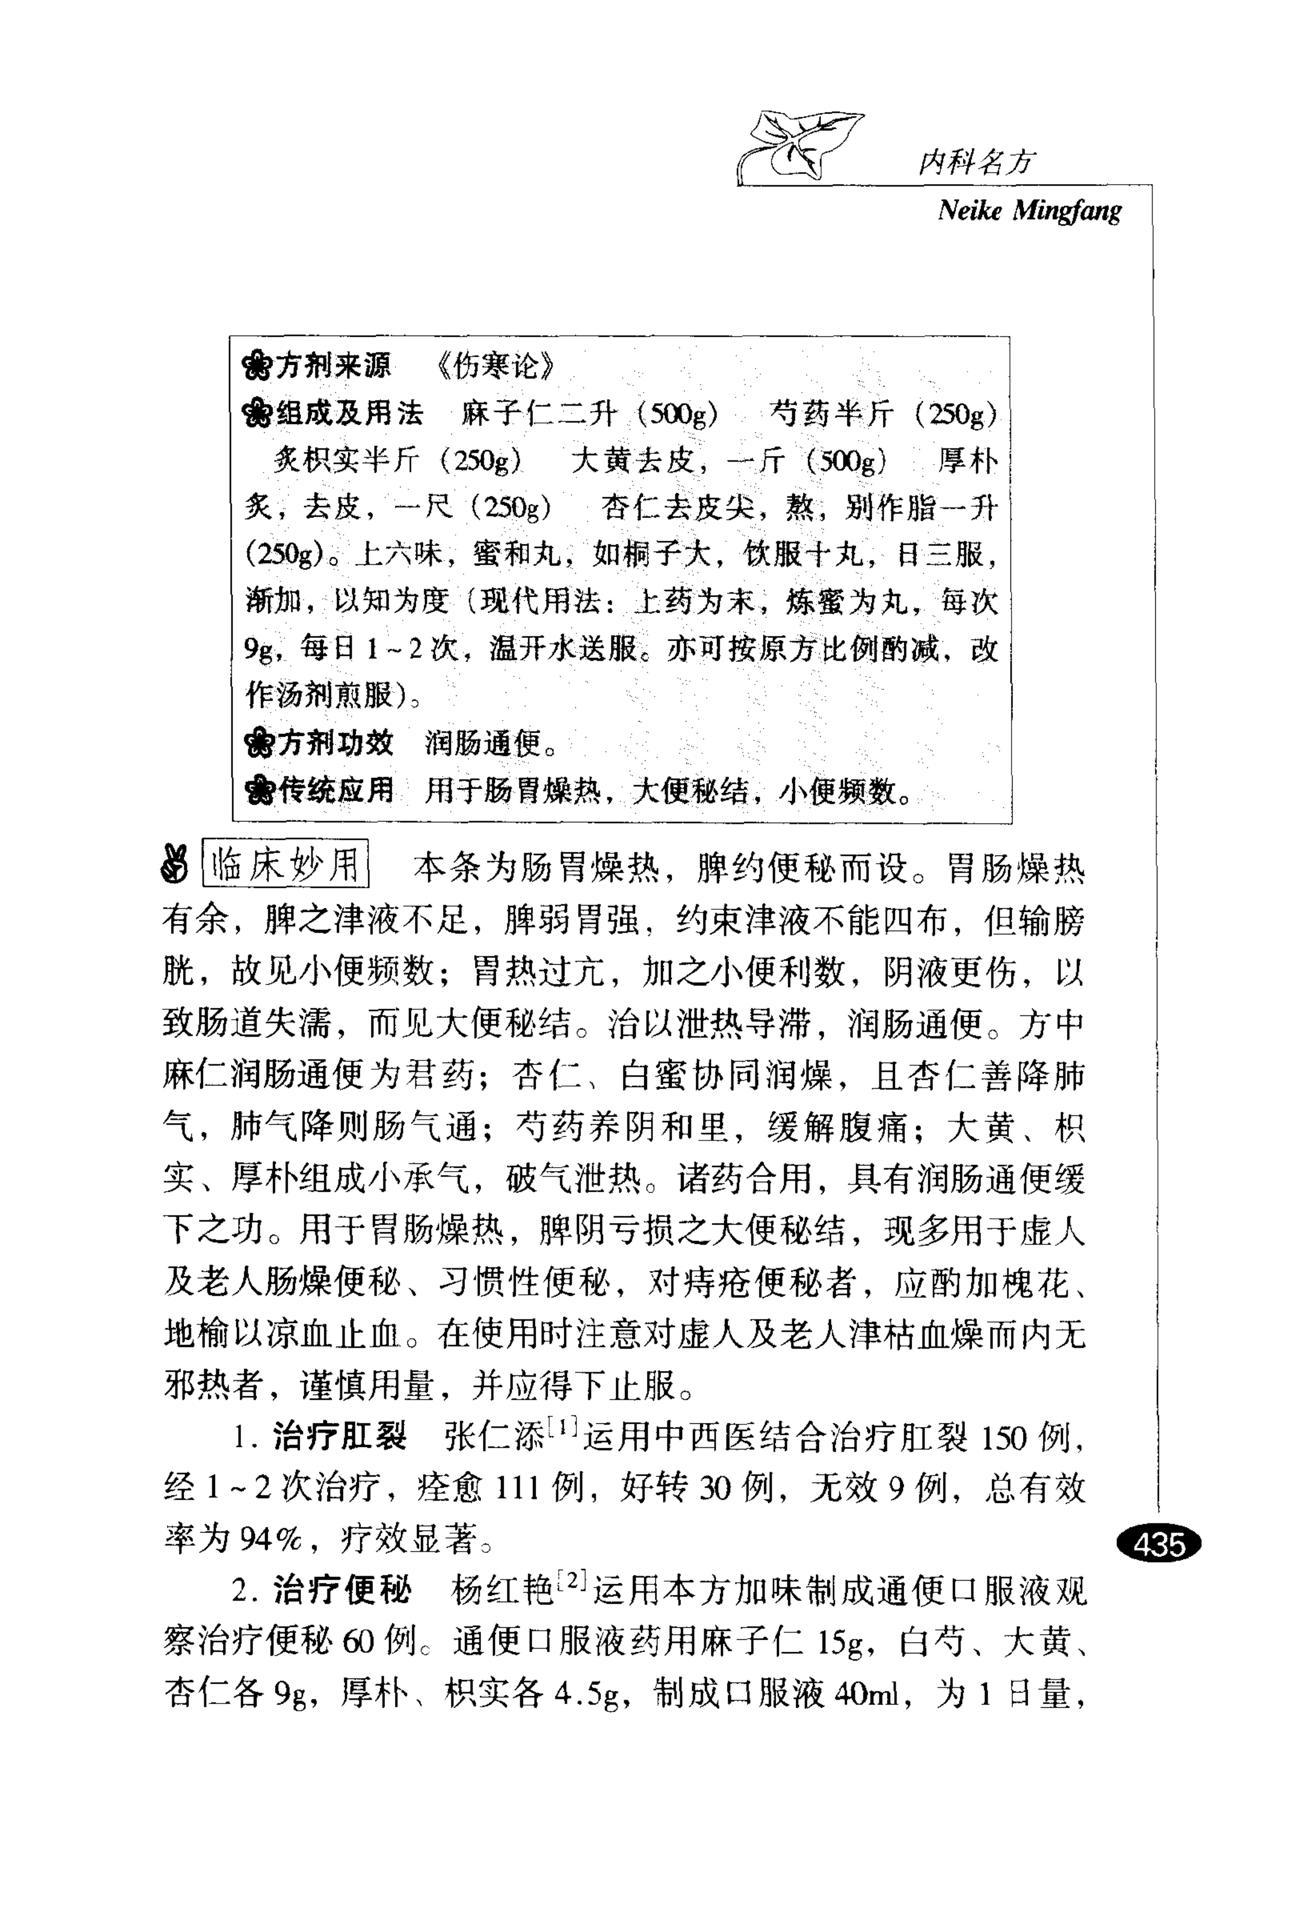 内科名方
Neike Mingfang
方剂来源 《伤寒论》
组成及用法 麻子仁二升（500g） 芍药半斤（250g）
炙枳实半斤（250g） 大黄去皮，一斤（500g） 厚朴
炙，去皮，一尺（250g） 杏仁去皮尖，熬，别作脂一升
（250g）。上六味，蜜和丸，如桐子大，饮服十丸，日三服，
渐加，以知为度（现代用法：上药为末，炼蜜为丸，每次
9g，每日1~2次，温开水送服。亦可按原方比例酌减，改
作汤剂煎服）。
方剂功效 润肠通便。
传统应用 用于肠胃燥热，大便秘结，小便频数。
临床妙用 本条为肠胃燥热，脾约便秘而设。胃肠燥热
有余，脾之津液不足，脾弱胃强，约束津液不能四布，但输膀
胱，故见小便频数；胃热过亢，加之小便利数，阴液更伤，以
致肠道失濡，而见大便秘结。治以泄热导滞，润肠通便。方中
麻仁润肠通便为君药；杏仁、白蜜协同润燥，且杏仁善降肺
气，肺气降则肠气通；芍药养阴和里，缓解腹痛；大黄、枳
实、厚朴组成小承气，破气泄热。诸药合用，具有润肠通便缓
下之功。用于胃肠燥热，脾阴亏损之大便秘结，现多用于虚人
及老人肠燥便秘、习惯性便秘，对痔疮便秘者，应酌加槐花、
地榆以凉血止血。在使用时注意对虚人及老人津枯血燥而内无
邪热者，谨慎用量，并应得下止服。
1. 治疗肛裂 张仁添[1]运用中西医结合治疗肛裂150例，
经1~2次治疗，痊愈111例，好转30例，无效9例，总有效
率为94%，疗效显著。
435
2. 治疗便秘 杨红艳[2]运用本方加味制成通便口服液观
察治疗便秘60例。通便口服液药用麻子仁15g，白芍、大黄、
杏仁各9g，厚朴、枳实各4.5g，制成口服液40ml，为1日量，